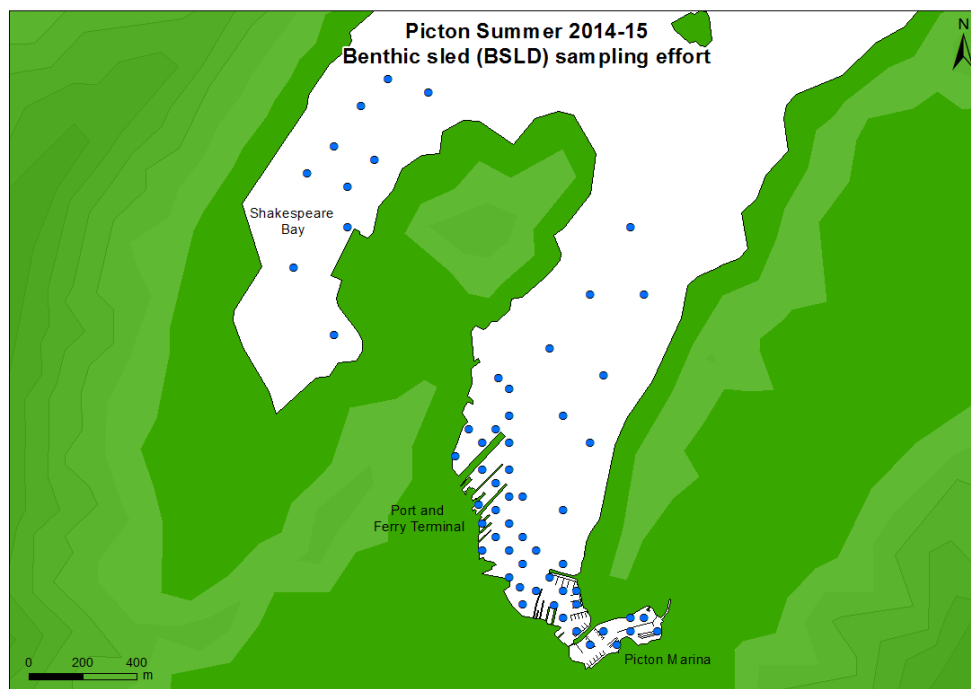 Picton Summer 2014-15
Benthic sled (BSLD) sampling effort
N
Shakespeare
Bay
Port and
Ferry Terminal
Picton Marina
0 200 400
m